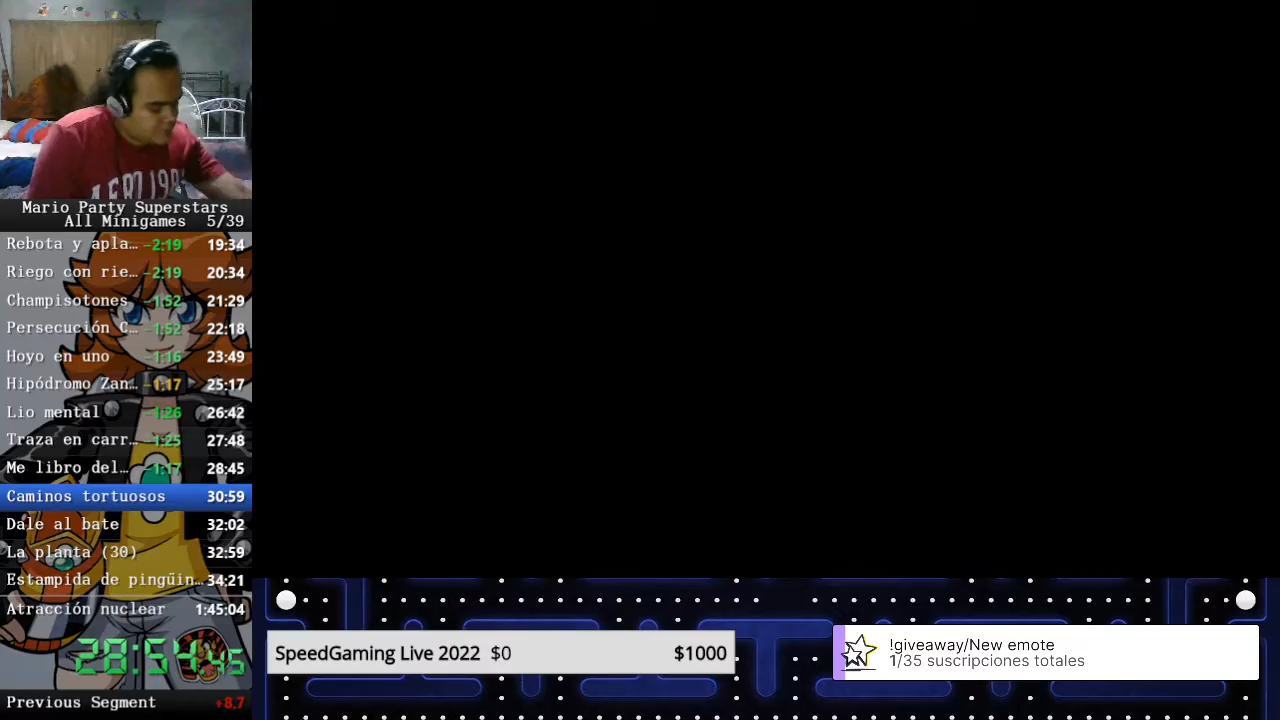 Mario Party Superstars
All Minigames 5/39
Rebota y apla… -2:19 19:34
Riego con rie… -2:19 20:34
Champisotones -1:52 21:29
Persecución C… -1:52 22:18
Hoyo en uno -1:16 23:49
Hipódromo Zan… -1:17 25:17
Lio mental -1:26 26:42
Traza en carr… -1:25 27:48
Me libro del… -1:17 28:45
Caminos tortuosos 30:59
Dale al bate 32:02
La planta (30) 32:59
Estampida de pingüin… 34:21
Atracción nuclear 1:45:04
28:54.45
Previous Segment +8.7
SpeedGaming Live 2022 $0 $1000
!giveaway/New emote
1/35 suscripciones totales